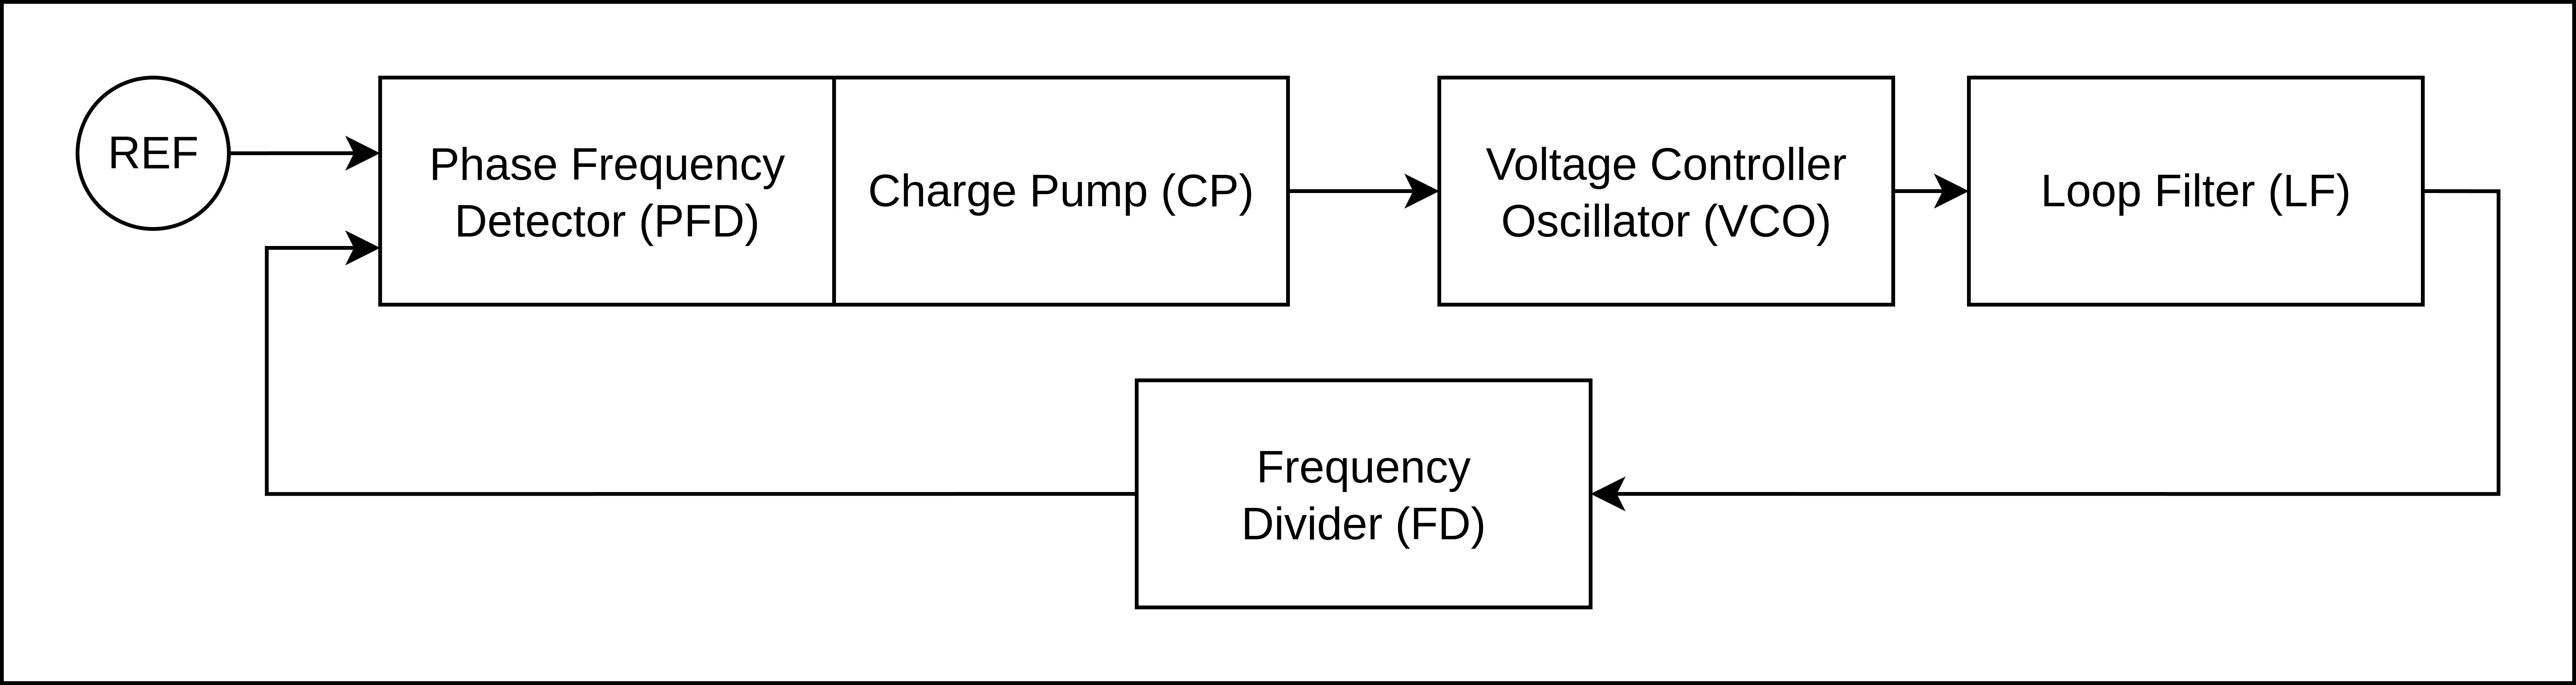 REF
Phase Frequency
Detector (PFD)
Charge Pump (CP)
Voltage Controller
Oscillator (VCO)
Loop Filter (LF)
Frequency
Divider (FD)